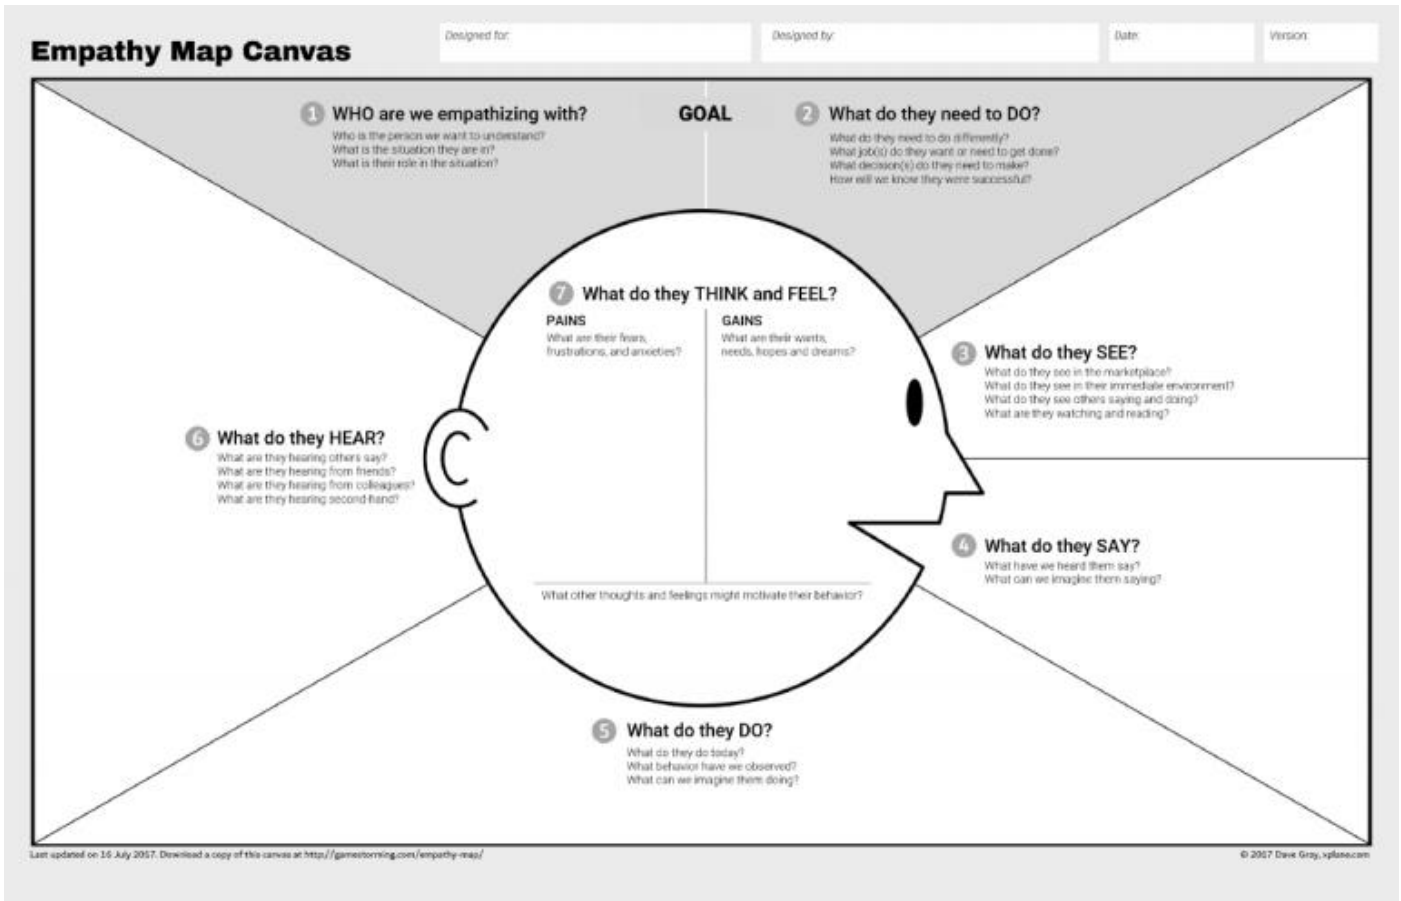 Empathy Map Canvas
Designed for:
Designed by:
Date:
Version:
1 WHO are we empathizing with?
Who is the person we want to understand?
What is the situation they are in?
What is their role in the situation?
GOAL
2 What do they need to DO?
What do they need to do differently?
What job(s) do they want or need to get done?
What decision(s) do they need to make?
How will we know they were successful?
3 What do they SEE?
What do they see in the marketplace?
What do they see in their immediate environment?
What do they see others saying and doing?
What are they watching and reading?
4 What do they SAY?
What have we heard them say?
What can we imagine them saying?
5 What do they DO?
What do they do today?
What behavior have we observed?
What can we imagine them doing?
6 What do they HEAR?
What are they hearing others say?
What are they hearing from friends?
What are they hearing from colleagues?
What are they hearing second-hand?
7 What do they THINK and FEEL?
PAINS
What are their fears,
frustrations, and anxieties?
GAINS
What are their wants,
needs, hopes and dreams?
What other thoughts and feelings might motivate their behavior?
Last updated on 16 July 2017. Download a copy of this canvas at http://gamestorming.com/empathy-map/
© 2017 Dave Gray, xplane.com